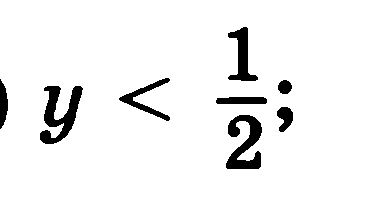 ) y < 1/2;